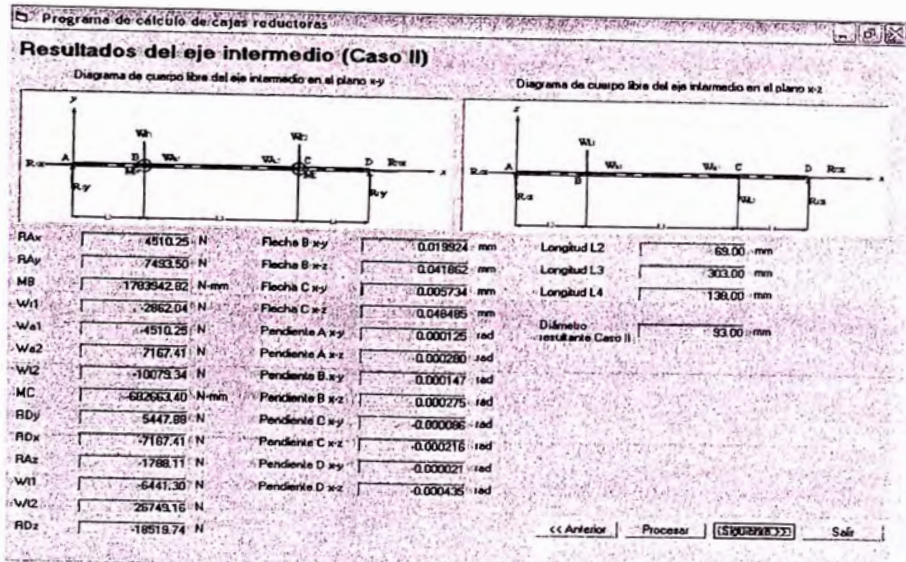 Programa de cálculo de cajas reductoras
Resultados del eje intermedio (Caso II)
Diagrama de cuerpo libre del eje intermedio en el plano x-y
Diagrama de cuerpo libre del eje intermedio en el plano x-z
y
A B C D x
z
A B C D x
RAx 4510.25 N
RAy 7493.50 N
MB 1783942.82 N-mm
Wr1 -2862.04 N
Wa1 -4510.25 N
Wa2 7167.41 N
Wr2 -10079.34 N
MC -682663.40 N-mm
RDy 5447.88 N
RDx -7167.41 N
RAz -1788.11 N
Wt1 -6441.30 N
Wt2 26749.16 N
RDz -18519.74 N
Flecha B x-y 0.019924 mm
Flecha B x-z 0.041862 mm
Flecha C x-y 0.005734 mm
Flecha C x-z 0.048485 mm
Pendiente A x-y 0.000125 rad
Pendiente A x-z 0.000280 rad
Pendiente B x-y 0.000147 rad
Pendiente B x-z 0.000275 rad
Pendiente C x-y -0.000086 rad
Pendiente C x-z -0.000216 rad
Pendiente D x-y -0.000021 rad
Pendiente D x-z -0.000435 rad
Longitud L2 69.00 mm
Longitud L3 303.00 mm
Longitud L4 138.00 mm
Diámetro
resultante Caso II 93.00 mm
<< Anterior Procesar Siguiente >> Salir